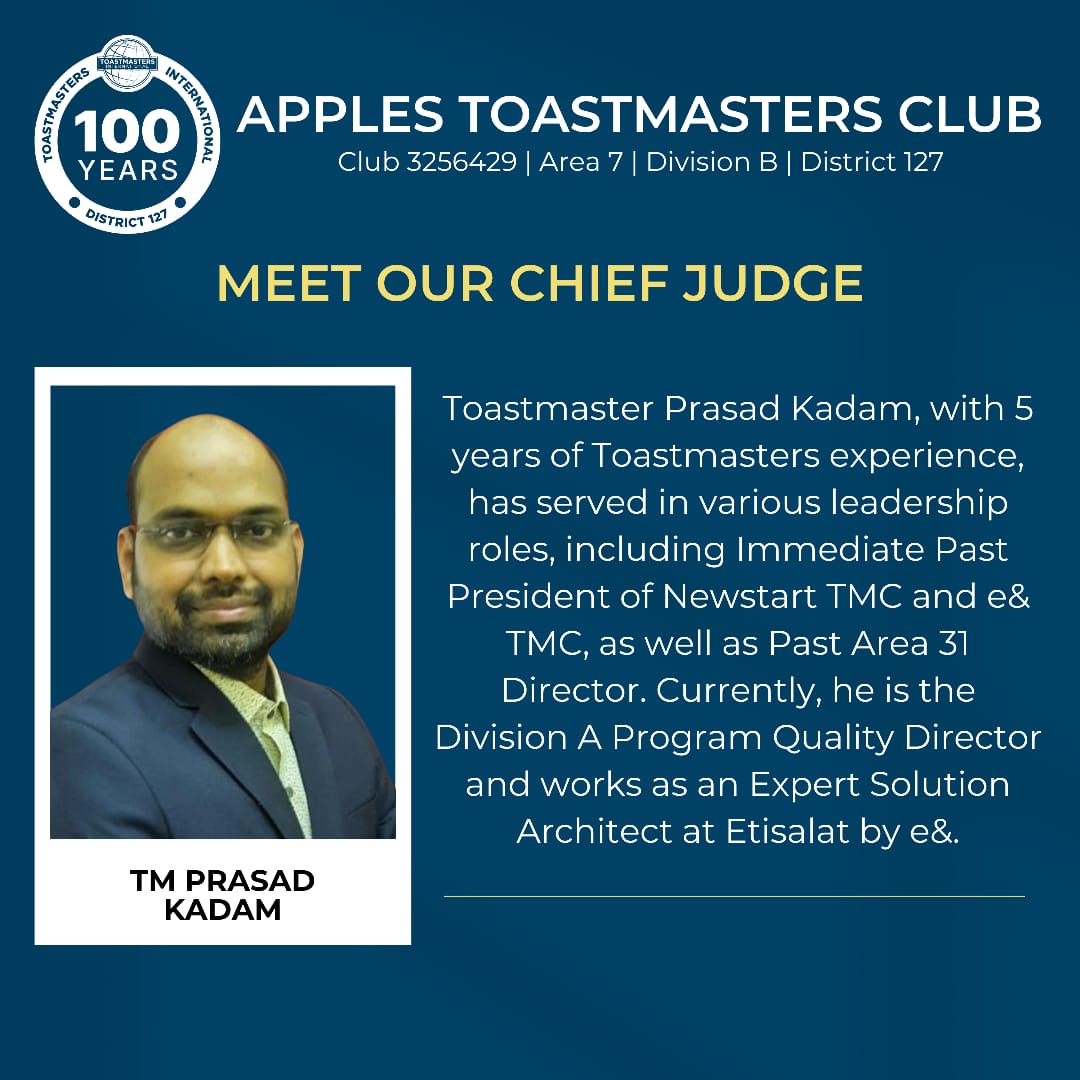 TOASTMASTERS
INTERNATIONAL
TOASTMASTERS INTERNATIONAL
100
YEARS
DISTRICT 127
APPLES TOASTMASTERS CLUB
Club 3256429 | Area 7 | Division B | District 127
MEET OUR CHIEF JUDGE
Toastmaster Prasad Kadam, with 5
years of Toastmasters experience,
has served in various leadership
roles, including Immediate Past
President of Newstart TMC and e&
TMC, as well as Past Area 31
Director. Currently, he is the
Division A Program Quality Director
and works as an Expert Solution
Architect at Etisalat by e&.
TM PRASAD
KADAM